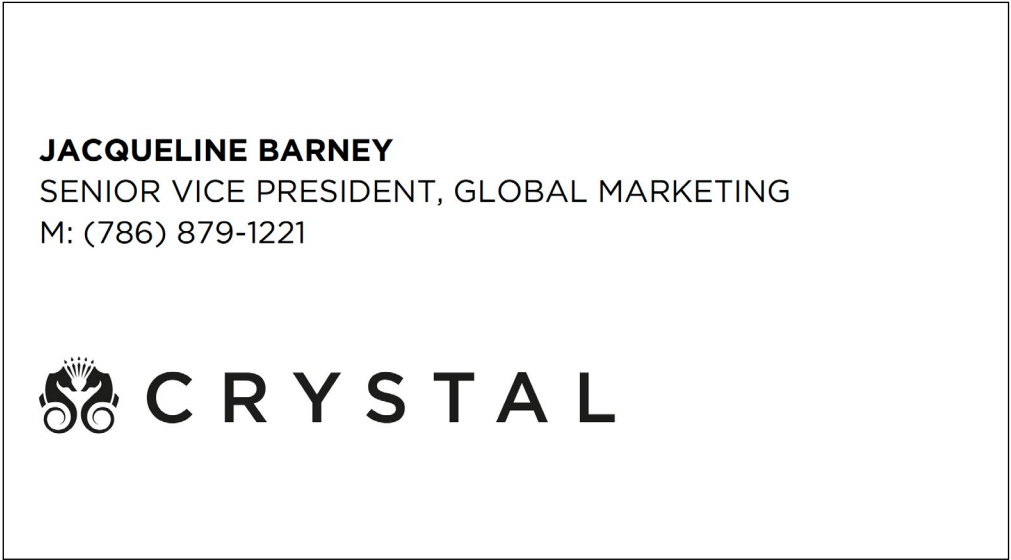 JACQUELINE BARNEY
SENIOR VICE PRESIDENT, GLOBAL MARKETING
M: (786) 879-1221
CRYSTAL